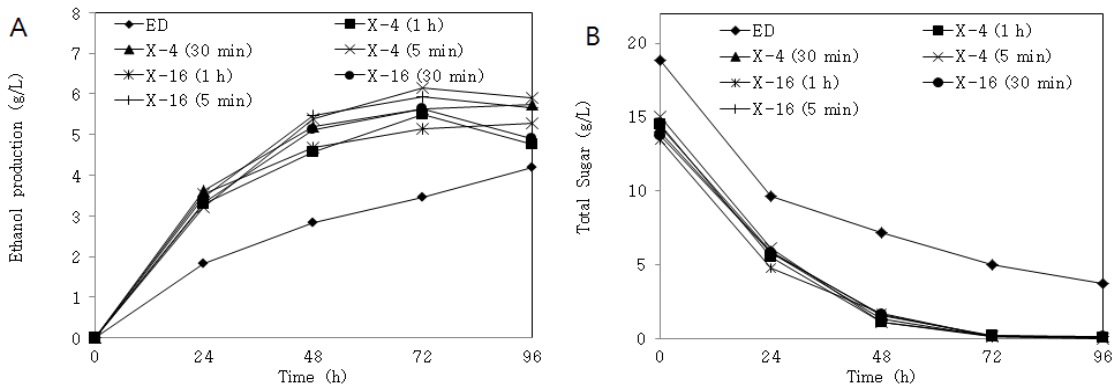 A
Ethanol production (g/L)
8
7
6
5
4
3
2
1
0
ED
X-4 (1 h)
X-4 (30 min)
X-4 (5 min)
X-16 (1 h)
X-16 (30 min)
X-16 (5 min)
0 24 48 72 96
Time (h)
B
Total Sugar (g/L)
20
15
10
5
0
ED
X-4 (1 h)
X-4 (30 min)
X-4 (5 min)
X-16 (1 h)
X-16 (30 min)
X-16 (5 min)
0 24 48 72 96
Time (h)